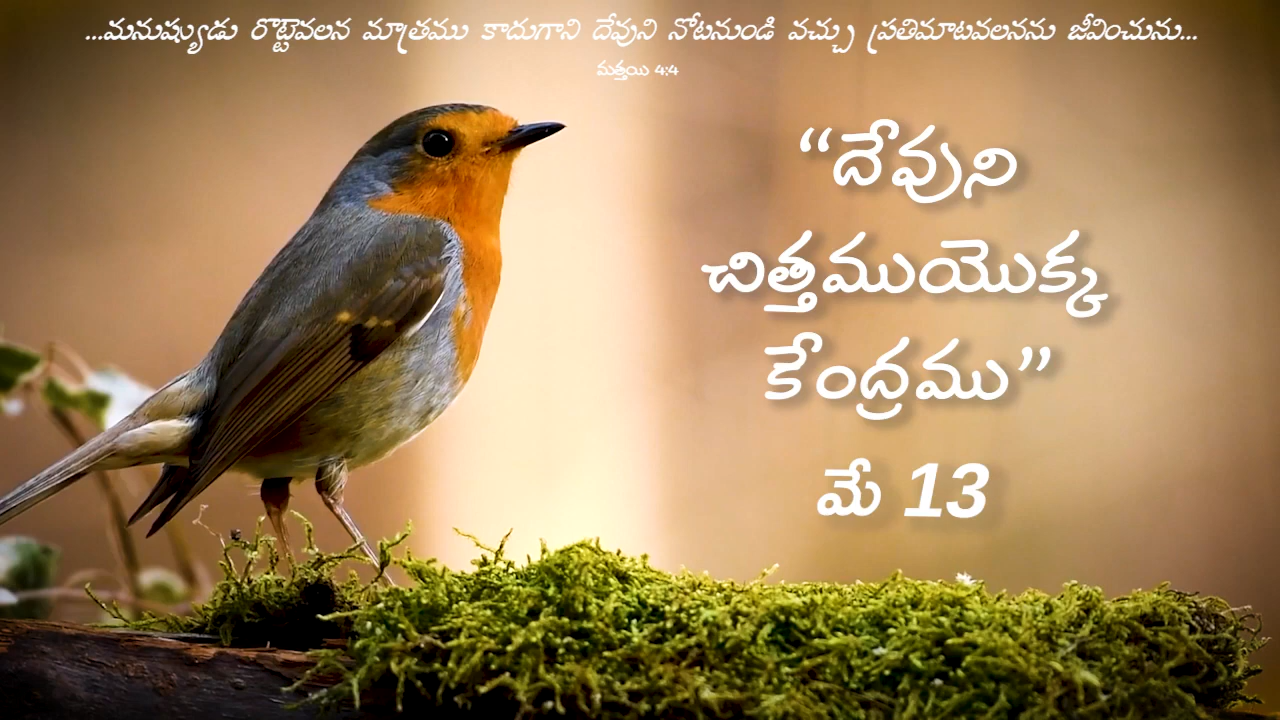 ...మనుష్యుడు రొట్టెవలన మాత్రము కాదుగాని దేవుని నోటనుండి వచ్చు ప్రతిమాటవలనను జీవించును...
మత్తయి 4:4
“దేవుని
చిత్తముయొక్క
కేంద్రము”
మే 13